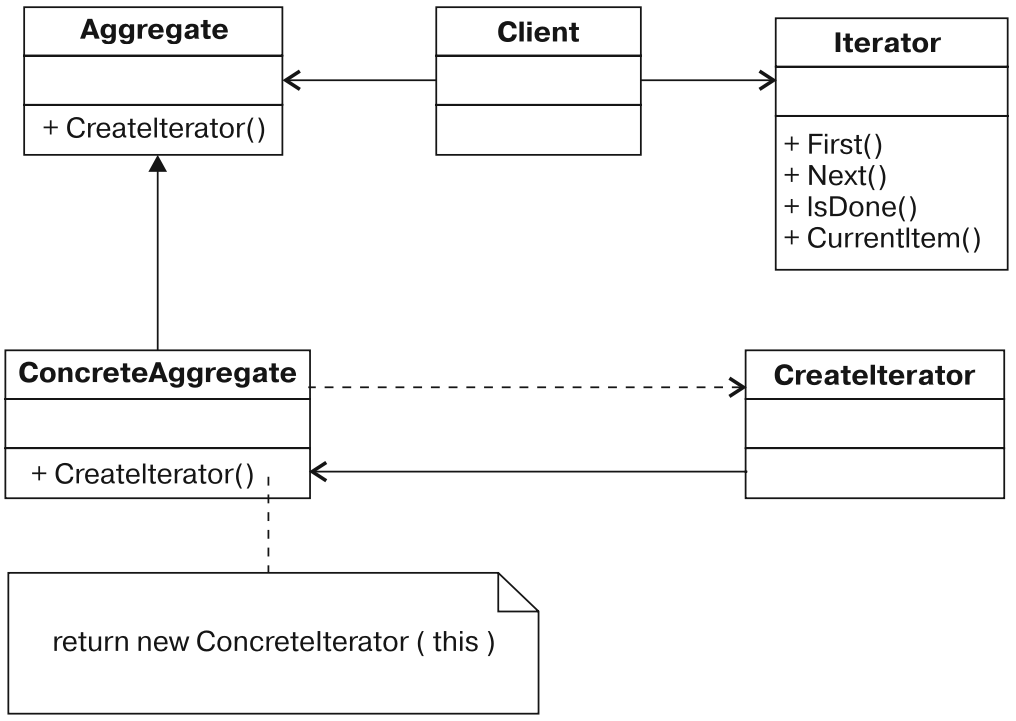 Aggregate
+ CreateIterator()
Client
Iterator
+ First()
+ Next()
+ IsDone()
+ CurrentItem()
ConcreteAggregate
+ CreateIterator()
CreateIterator
return new ConcreteIterator ( this )